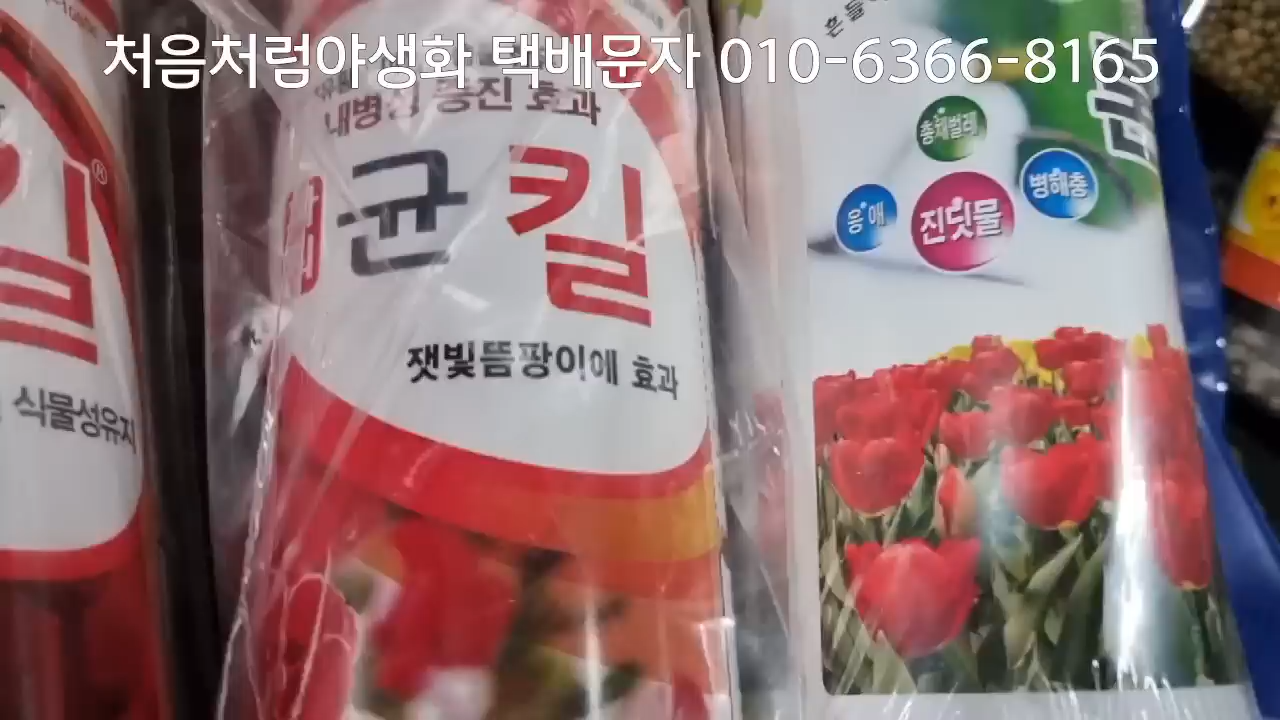 처음처럼야생화 택배문자 010-6366-8165
내병성 증진 효과
균킬
잿빛뜸팡이에 효과
킬®
식물성유지
총채벌레
응애
진딧물
병해충